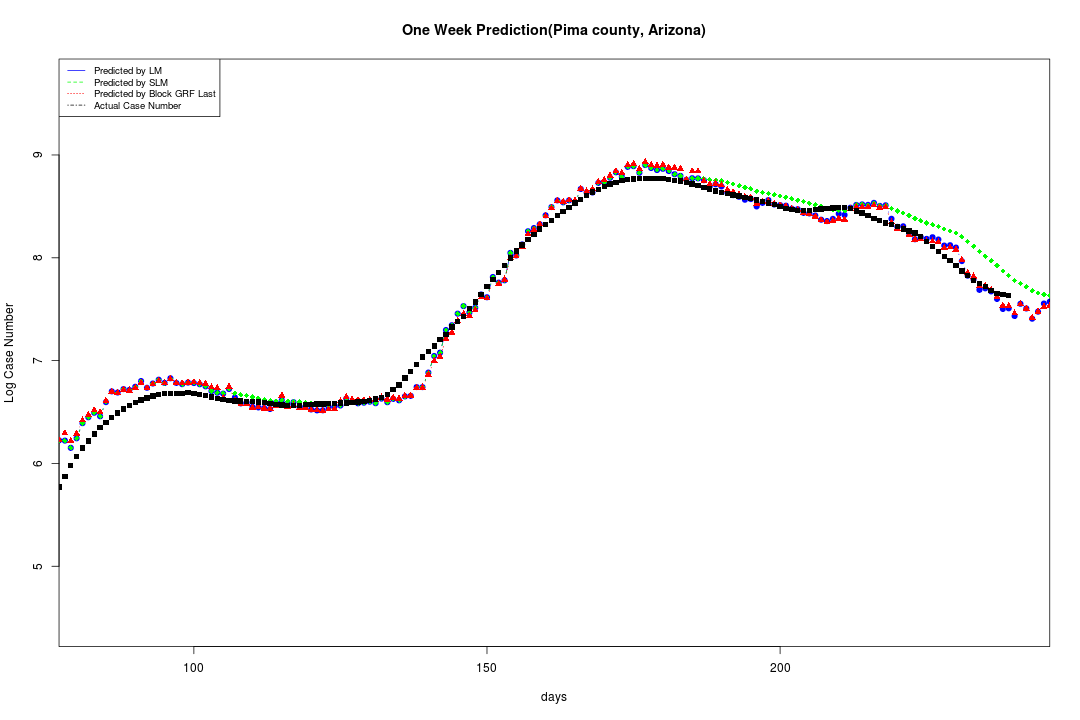 One Week Prediction(Pima county, Arizona)
Predicted by LM
Predicted by SLM
Predicted by Block GRF Last
Actual Case Number
Log Case Number
9
8
7
6
5
100 150 200
days